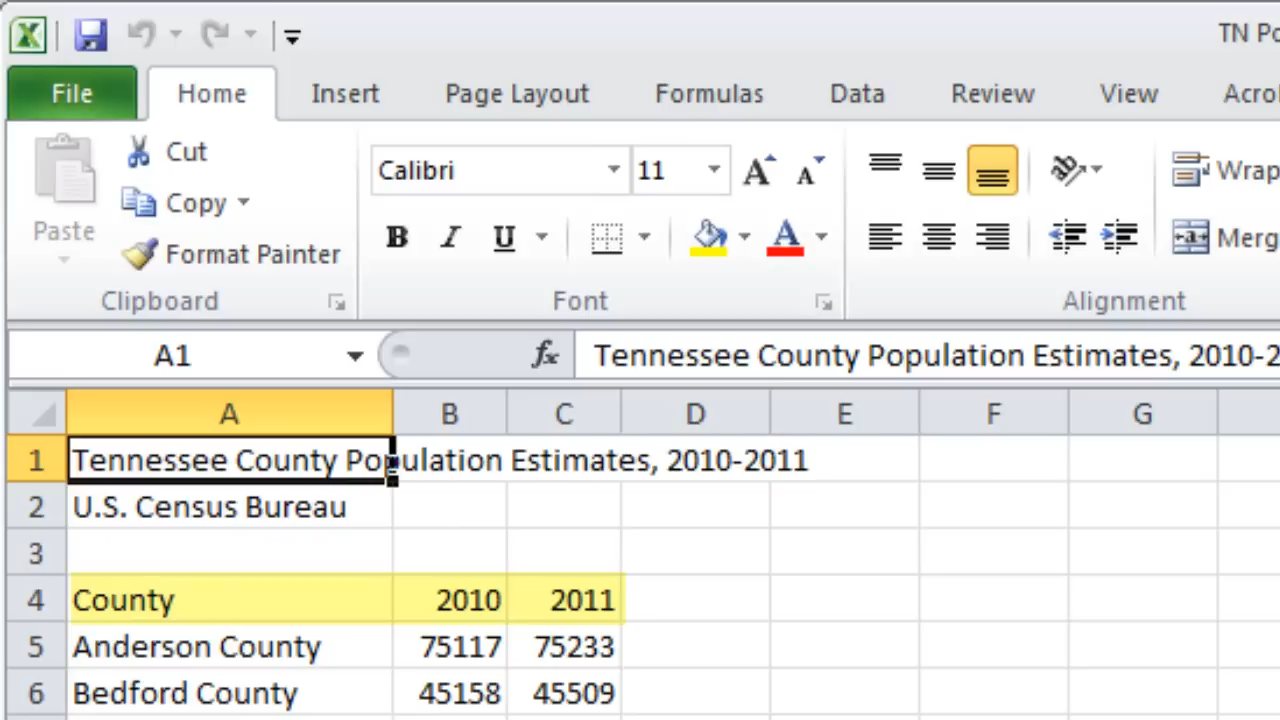 TN Po
File Home Insert Page Layout Formulas Data Review View Acrol
Cut
Calibri 11 A A Wrap
Copy
Paste
B I U A Merg
Format Painter
Clipboard Font Alignment
A1 fx Tennessee County Population Estimates, 2010-2
A B C D E F G
1 Tennessee County Population Estimates, 2010-2011
2 U.S. Census Bureau
3
4 County 2010 2011
5 Anderson County 75117 75233
6 Bedford County 45158 45509